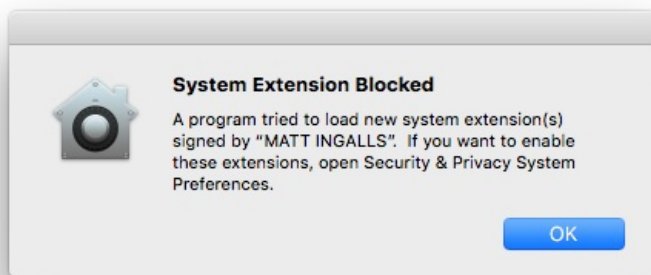 System Extension Blocked
A program tried to load new system extension(s)
signed by “MATT INGALLS”.  If you want to enable
these extensions, open Security & Privacy System
Preferences.
OK